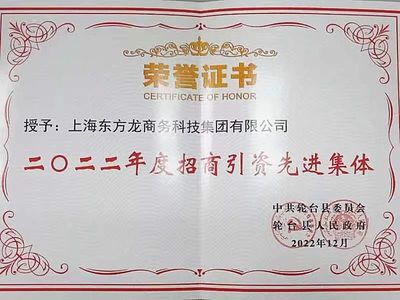 荣誉证书
CERTIFICATE OF HONOR
授予：上海东方龙商务科技集团有限公司
二〇二二年度招商引资先进集体
中共轮台县委员会
轮台县人民政府
2022年12月